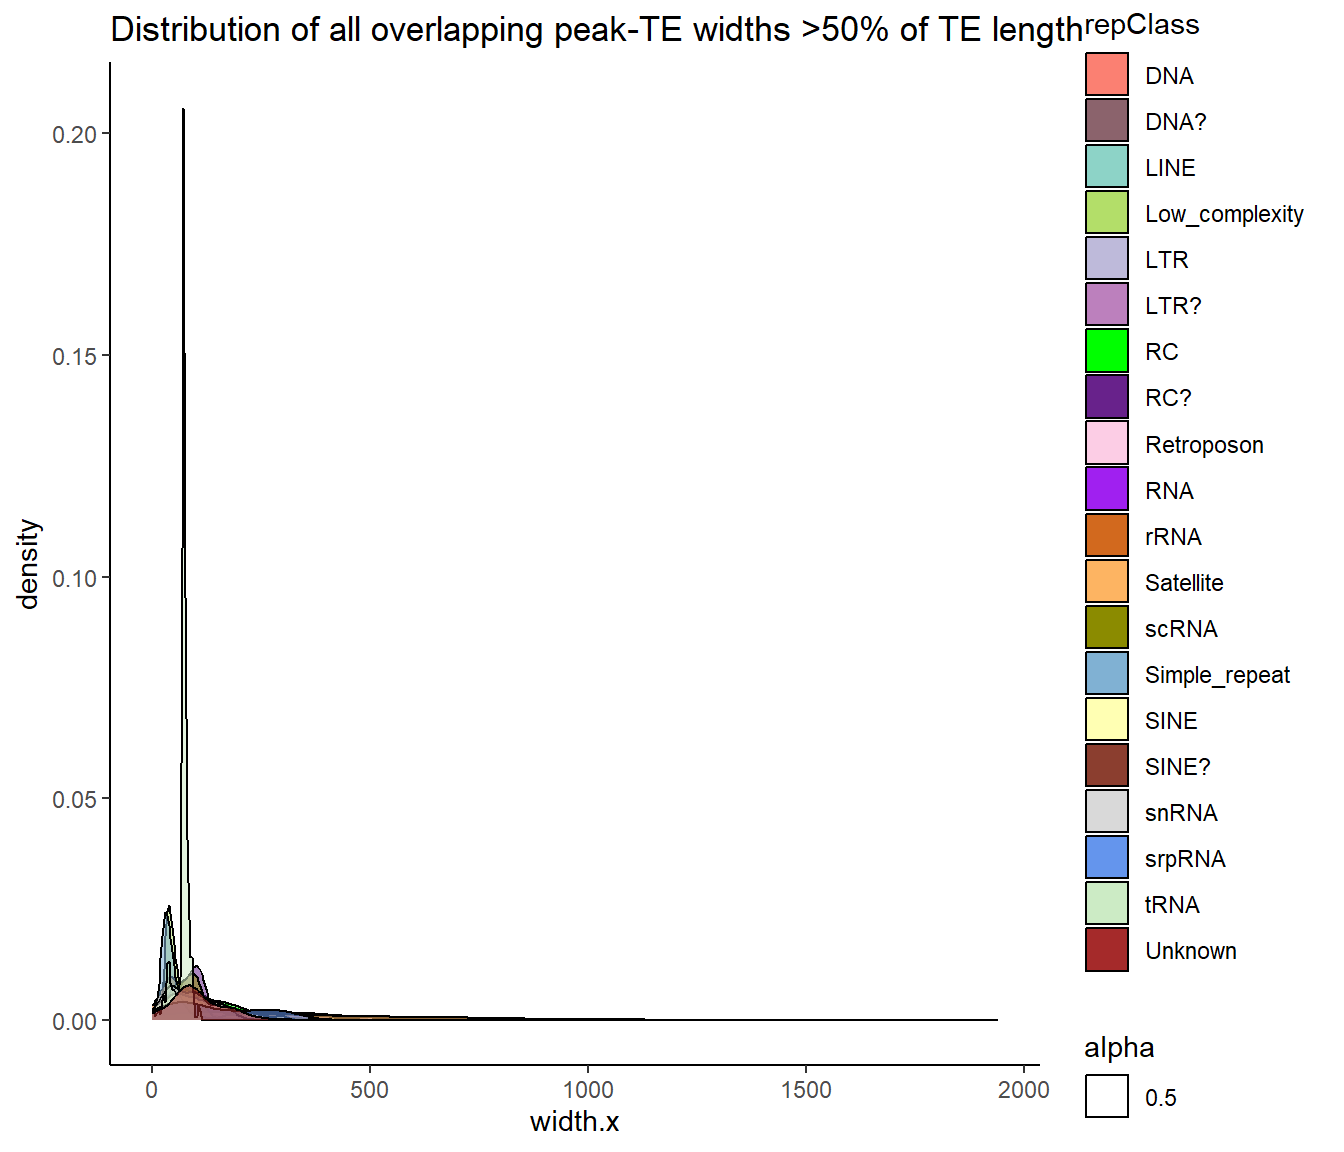 Distribution of all overlapping peak-TE widths >50% of TE length
repClass
DNA
DNA?
LINE
Low_complexity
LTR
LTR?
RC
RC?
Retroposon
RNA
rRNA
Satellite
scRNA
Simple_repeat
SINE
SINE?
snRNA
srpRNA
tRNA
Unknown
alpha
0.5
density
0.20
0.15
0.10
0.05
0.00
0
500
1000
1500
2000
width.x